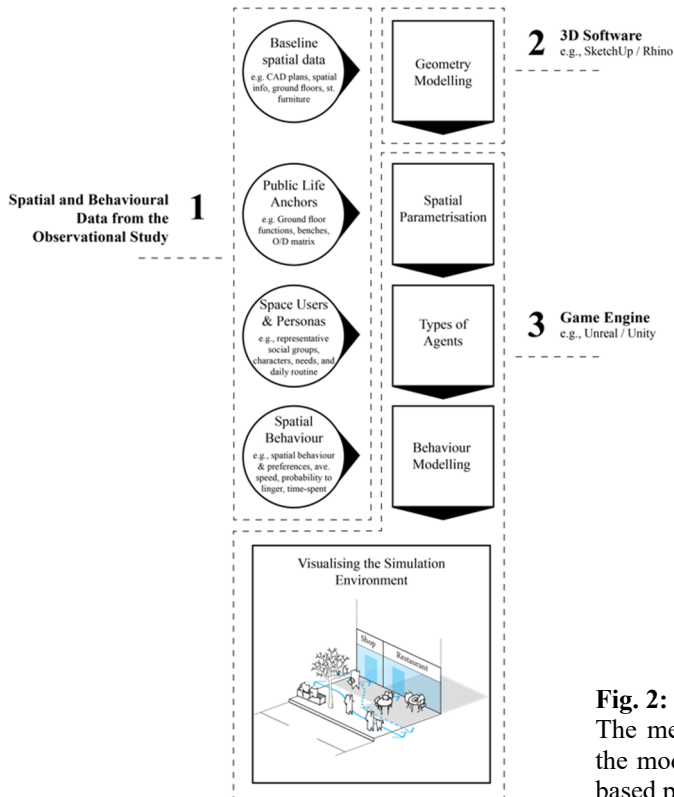 Spatial and Behavioural
Data from the
Observational Study
1
Baseline
spatial data
e.g. CAD plans, spatial
info, ground floors, st.
furniture
Public Life
Anchors
e.g. Ground floor
functions, benches,
O/D matrix
Space Users
& Personas
e.g., representative
social groups,
characters, needs, and
daily routine
Spatial
Behaviour
e.g., spatial behaviour
& preferences, ave.
speed, probability to
linger, time-spent
Geometry
Modelling
Spatial
Parametrisation
Types of
Agents
Behaviour
Modelling
2
3D Software
e.g., SketchUp / Rhino
3
Game Engine
e.g., Unreal / Unity
Visualising the Simulation
Environment
Shop
Restaurant
Fig. 2:
The me
the mod
based p